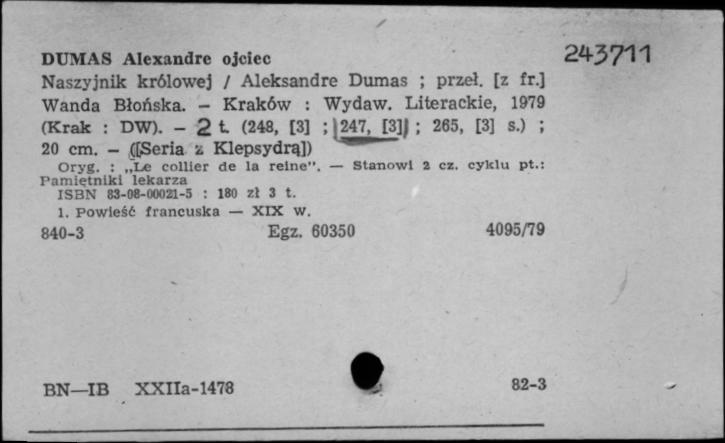 DUMAS Alexandre ojciec 243711
Naszyjnik królowej / Aleksandre Dumas ; przeł. [z fr.]
Wanda Błońska. – Kraków : Wydaw. Literackie, 1979
(Krak : DW). – 2 t. (248, [3] ; 247, [3] ; 265, [3] s.) ;
20 cm. – ([Seria z Klepsydrą])
Oryg. : „Le collier de la reine”. — Stanowi 2 cz. cyklu pt.:
Pamiętniki lekarza
ISBN 83-08-00021-5 : 180 zł 3 t.
1. Powieść francuska — XIX w.
840-3 Egz. 60350 4095/79
BN—IB XXIIa-1478 82-3